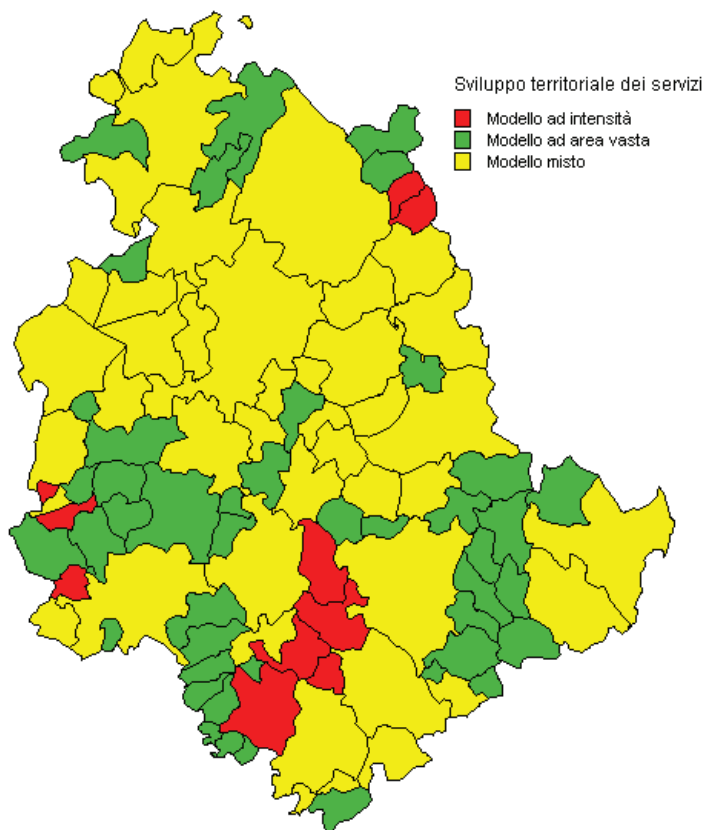 Sviluppo territoriale dei servizi
Modello ad intensità
Modello ad area vasta
Modello misto